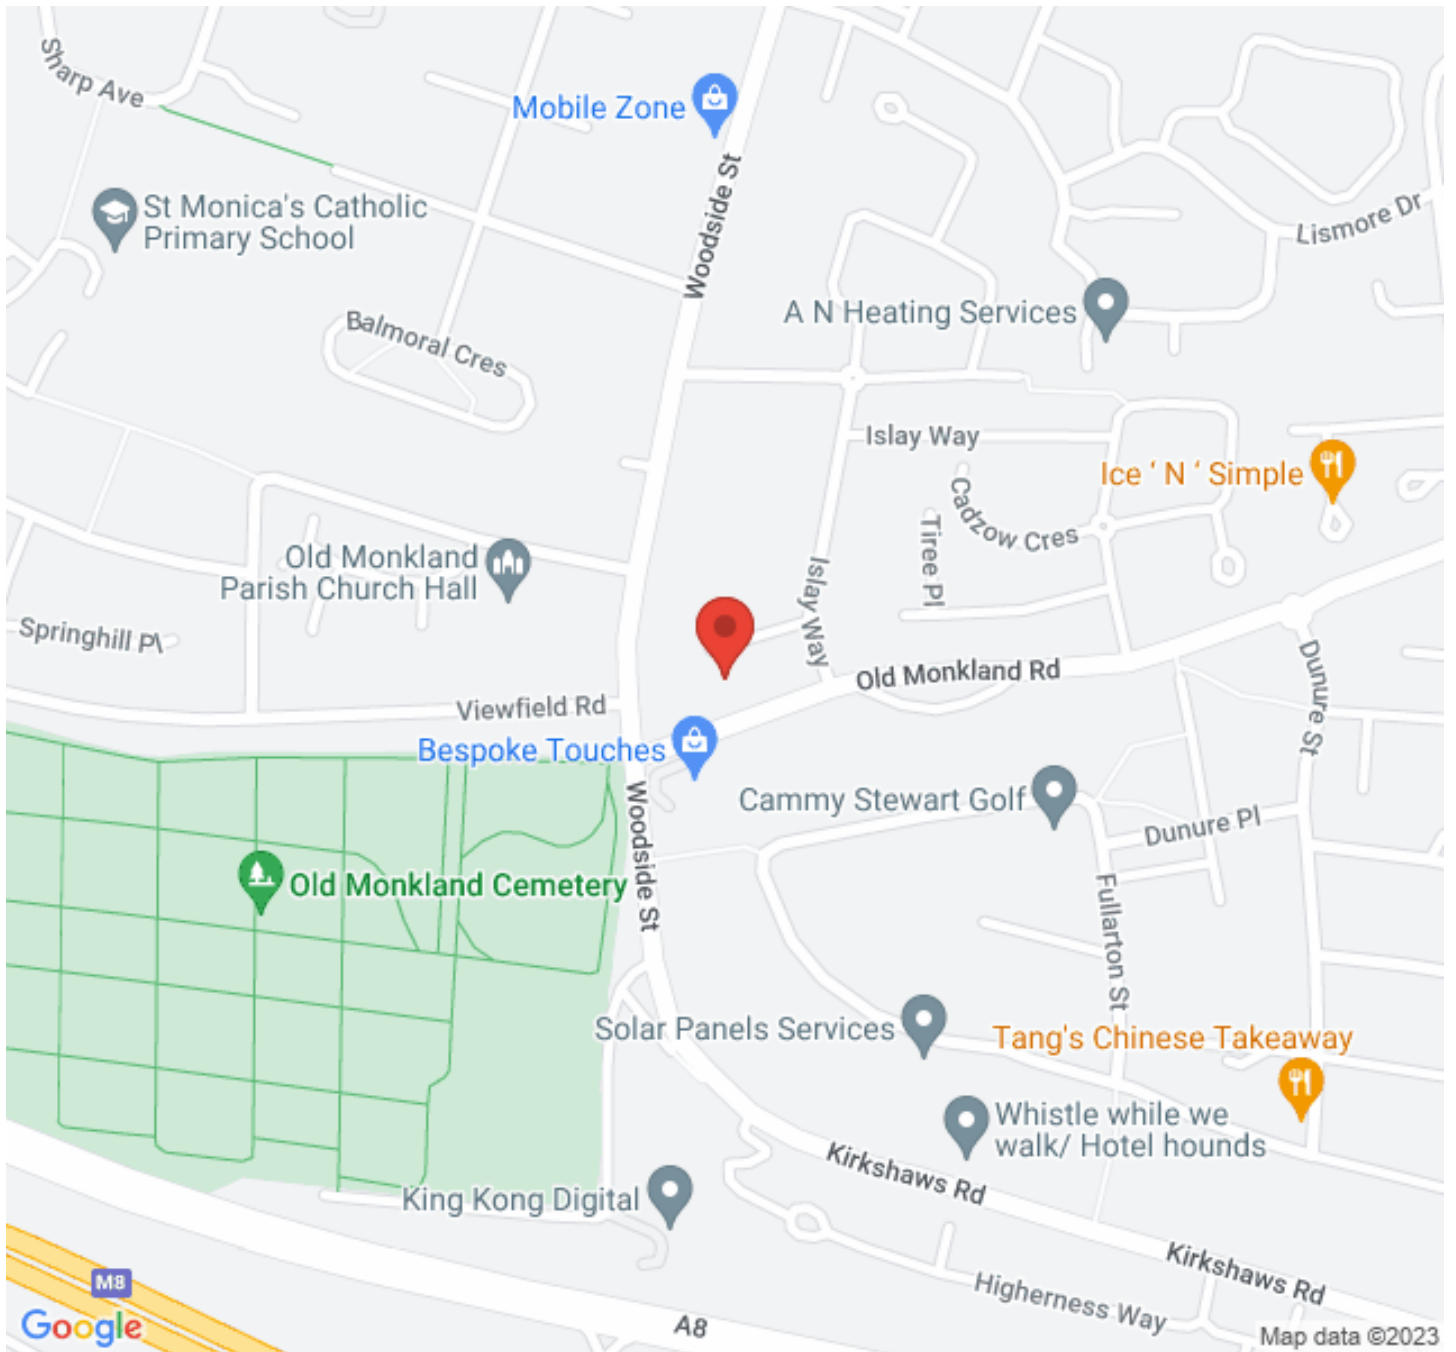 Sharp Ave
Mobile Zone
Woodside St
St Monica's Catholic
Primary School
Lismore Dr
A N Heating Services
Balmoral Cres
Islay Way
Ice ‘ N ‘ Simple
Cadzow Cres
Tiree Pl
Old Monkland
Parish Church Hall
Islay Way
Springhill Pl
Old Monkland Rd
Dunure St
Viewfield Rd
Bespoke Touches
Cammy Stewart Golf
Dunure Pl
Woodside St
Old Monkland Cemetery
Fullarton St
Solar Panels Services
Tang's Chinese Takeaway
Whistle while we
walk/ Hotel hounds
Kirkshaws Rd
King Kong Digital
Kirkshaws Rd
M8
Higherness Way
Google
A8
Map data ©2023